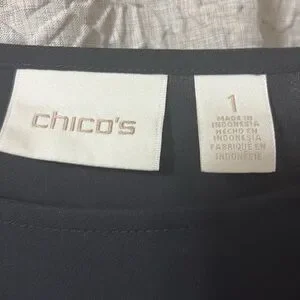 chico's
1
MADE IN
INDONESIA
HECHO EN
INDONESIA
FABRIQUE EN
INDONESIE